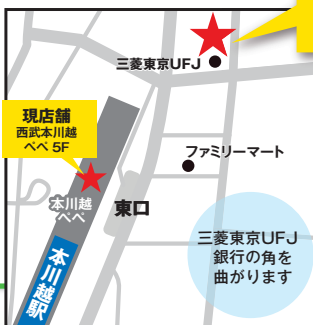 三菱東京UFJ
現店舗
西武本川越
ペペ 5F
ファミリーマート
本川越
ペペ
東口
三菱東京UFJ
銀行の角を
曲がります
本川越駅